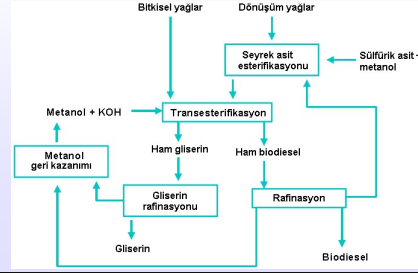 Bitkisel yağlar
Dönüşüm yağlar
Seyrek asit
esterifikasyonu
Sülfürik asit
metanol
Metanol + KOH
Transesterifikasyon
Ham gliserin
Ham biodiesel
Metanol
geri kazanımı
Gliserin
rafinasyonu
Rafinasyon
Gliserin
Biodiesel